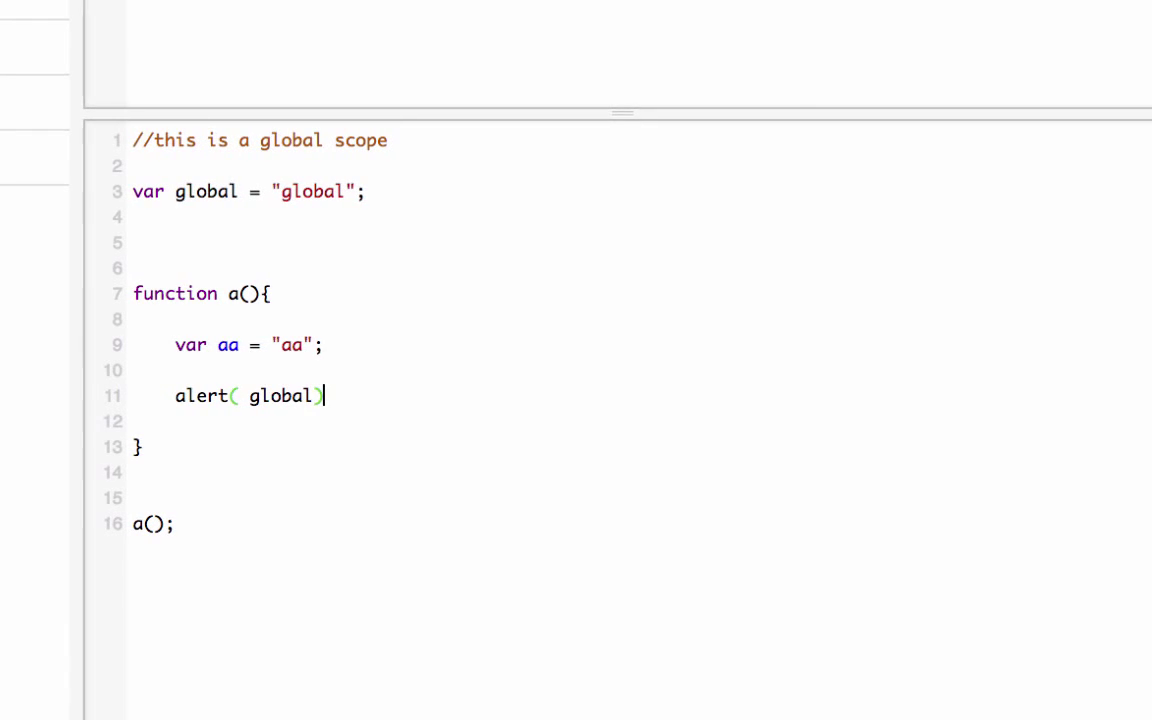 1 //this is a global scope
2
3 var global = "global";
4
5
6
7 function a(){
8
9 var aa = "aa";
10
11 alert( global)
12
13 }
14
15
16 a();